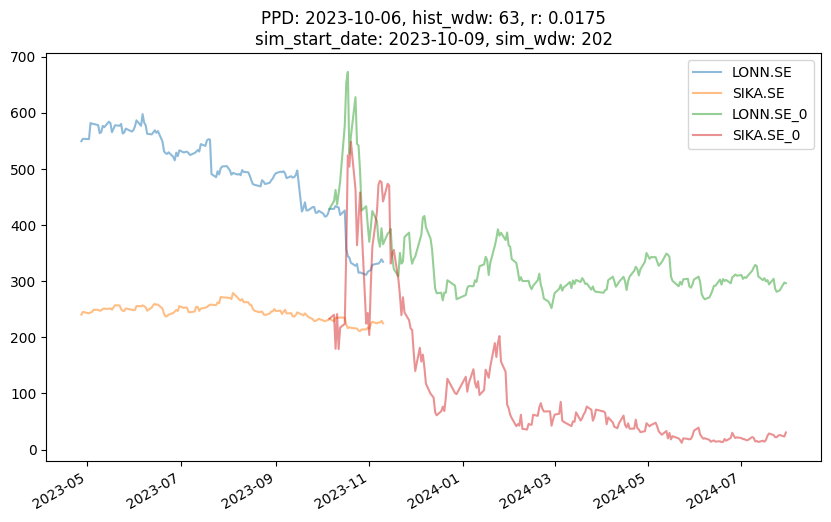 PPD: 2023-10-06, hist_wdw: 63, r: 0.0175
sim_start_date: 2023-10-09, sim_wdw: 202
LONN.SE
SIKA.SE
LONN.SE_0
SIKA.SE_0
700
600
500
400
300
200
100
0
2023-05
2023-07
2023-09
2023-11
2024-01
2024-03
2024-05
2024-07